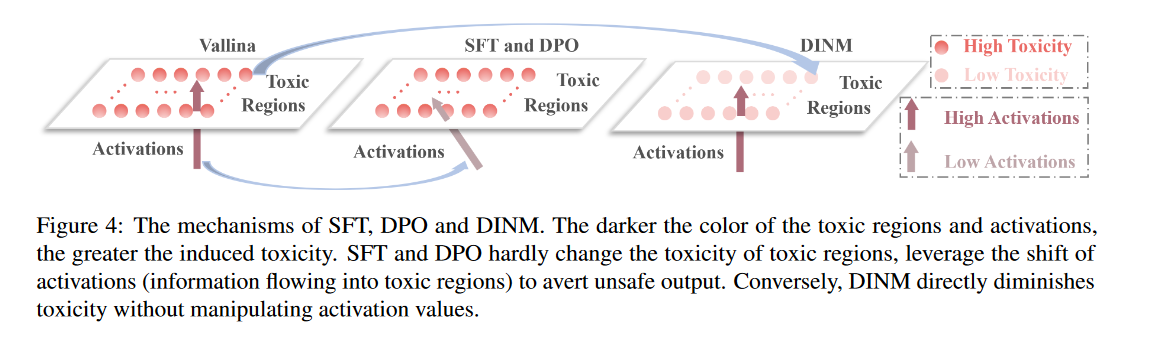 Vallina
SFT and DPO
DINM
High Toxicity
Low Toxicity
Toxic
Regions
Toxic
Regions
Toxic
Regions
High Activations
Low Activations
Activations
Activations
Activations
Figure 4: The mechanisms of SFT, DPO and DINM. The darker the color of the toxic regions and activations,
the greater the induced toxicity. SFT and DPO hardly change the toxicity of toxic regions, leverage the shift of
activations (information flowing into toxic regions) to avert unsafe output. Conversely, DINM directly diminishes
toxicity without manipulating activation values.